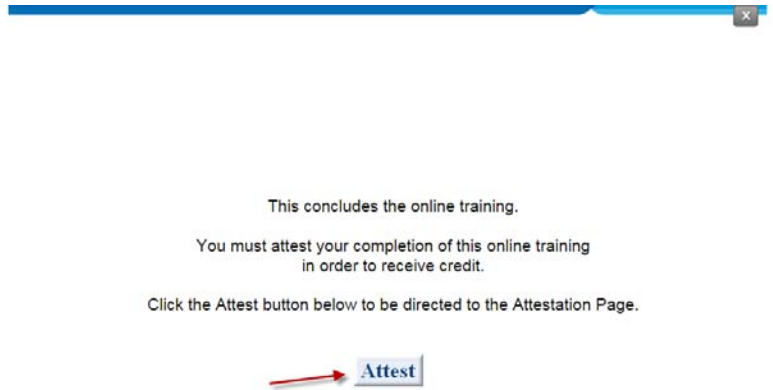 X
This concludes the online training.
You must attest your completion of this online training
in order to receive credit.
Click the Attest button below to be directed to the Attestation Page.
Attest